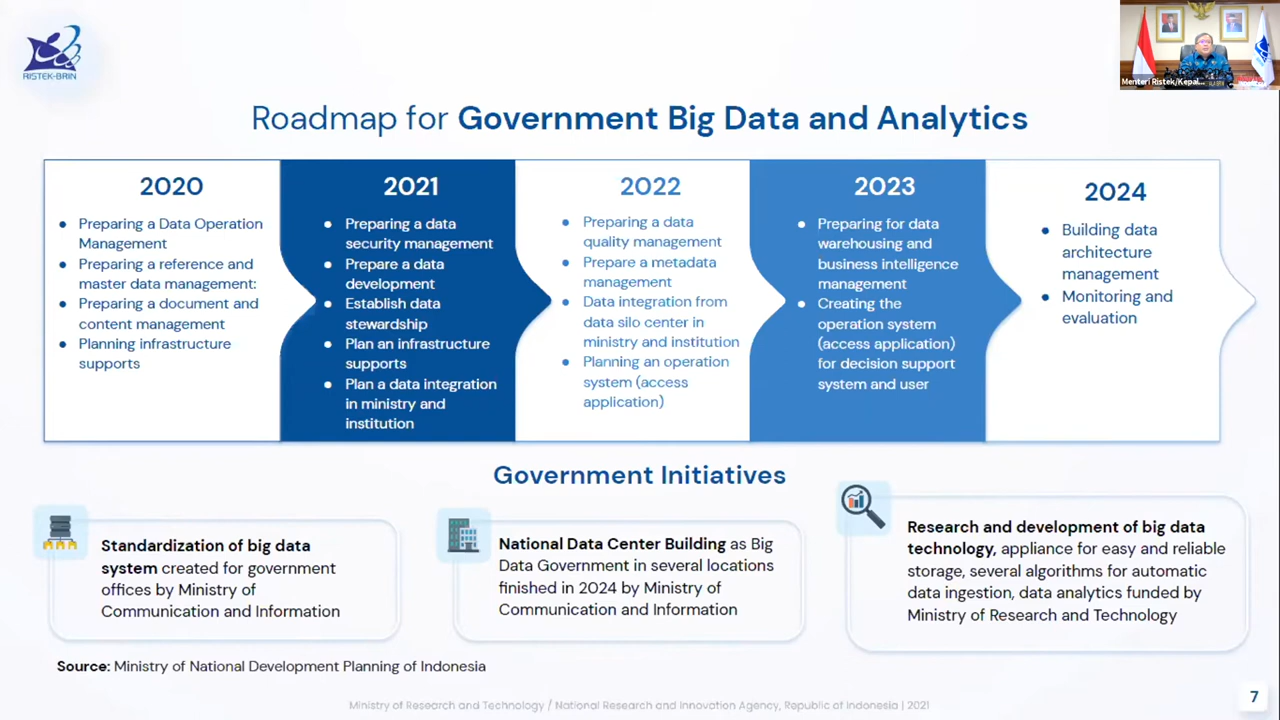 RISTEK-BRIN
Menteri Ristek/Kepal...
Roadmap for Government Big Data and Analytics
2020
● Preparing a Data Operation
Management
● Preparing a reference and
master data management:
● Preparing a document and
content management
● Planning infrastructure
supports
2021
● Preparing a data
security management
● Prepare a data
development
● Establish data
stewardship
● Plan an infrastructure
supports
● Plan a data integration
in ministry and
institution
2022
● Preparing a data
quality management
● Prepare a metadata
management
● Data integration from
data silo center in
ministry and institution
● Planning an operation
system (access
application)
2023
● Preparing for data
warehousing and
business intelligence
management
● Creating the
operation system
(access application)
for decision support
system and user
2024
● Building data
architecture
management
● Monitoring and
evaluation
Government Initiatives
Standardization of big data
system created for government
offices by Ministry of
Communication and Information
National Data Center Building as Big
Data Government in several locations
finished in 2024 by Ministry of
Communication and Information
Research and development of big data
technology, appliance for easy and reliable
storage, several algorithms for automatic
data ingestion, data analytics funded by
Ministry of Research and Technology
Source: Ministry of National Development Planning of Indonesia
Ministry of Research and Technology / National Research and Innovation Agency, Republic of Indonesia | 2021
7